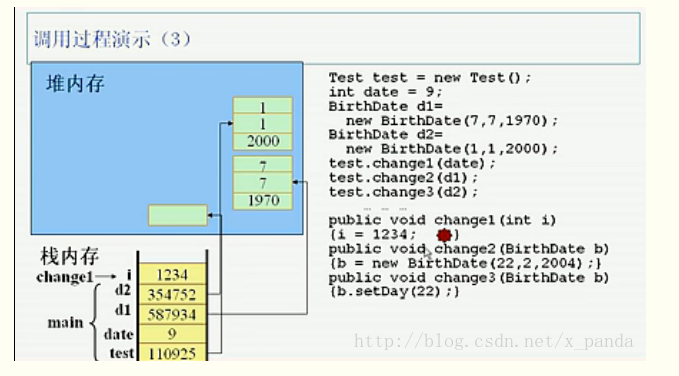 调用过程演示（3）
堆内存
1
1
2000
7
7
1970
栈内存
change1
i
1234
d2
354752
main
d1
587934
date
9
test
110925
Test test = new Test();
int date = 9;
BirthDate d1=
new BirthDate(7,7,1970);
BirthDate d2=
new BirthDate(1,1,2000);
test.change1(date);
test.change2(d1);
test.change3(d2);
… … …
public void change1(int i)
{i = 1234; }
public void change2(BirthDate b)
{b = new BirthDate(22,2,2004);}
public void change3(BirthDate b)
{b.setDay(22);}
http://blog.csdn.net/x_panda